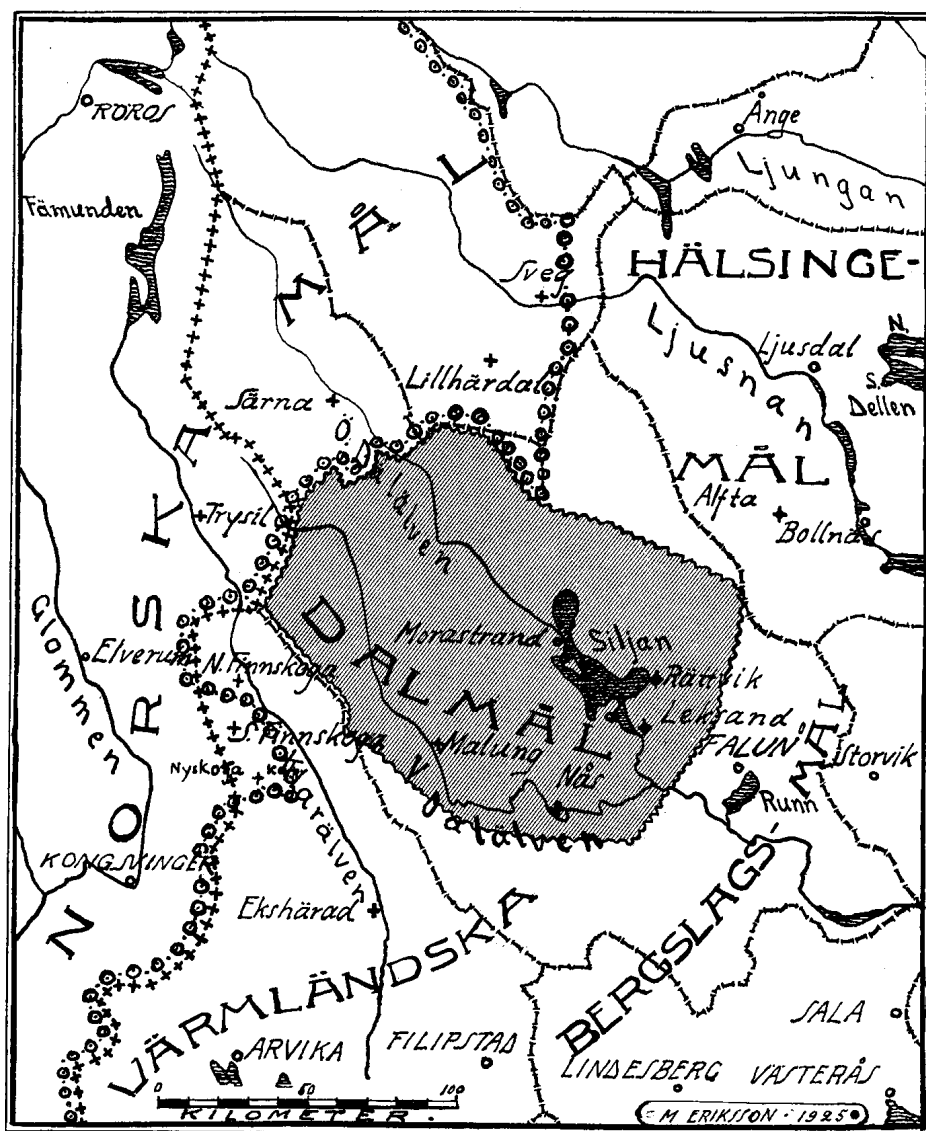 RÖROS
Ånge
Ljungan
Fämunden
MÅL
HÄLSINGE-
Sveg
Ljusnan
Ljusdal
N.
S.
Dellen
Lillhärdal
Särna
Ö.
Dalälven
MÅL
Alfta
Bollnäs
Trysil
NORSKA
Glommen
Elverum
N. Finnskoga
S. Finnskoga
Nyskoga
DALMÅL
Morastrand
Siljan
Rättvik
Leksand
Malung
Nås
FALUN
MÅL
Storvik
Runn
V. Dalälven
Klarälven
KONGSVINGER
Ekshärad
VÄRMLÄNDSKA
BERGSLAGS-
SALA
ARVIKA
FILIPSTAD
LINDESBERG
VÄSTERÅS
0 50 100
KILOMETER.
M ERIKSSON · 1925